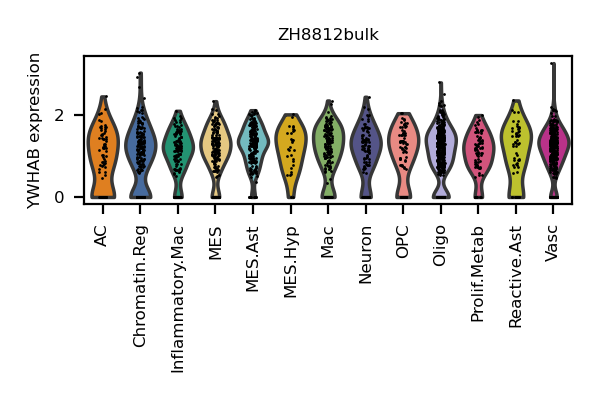 ZH8812bulk
YWHAB expression
2
0
AC
Chromatin.Reg
Inflammatory.Mac
MES
MES.Ast
MES.Hyp
Mac
Neuron
OPC
Oligo
Prolif.Metab
Reactive.Ast
Vasc